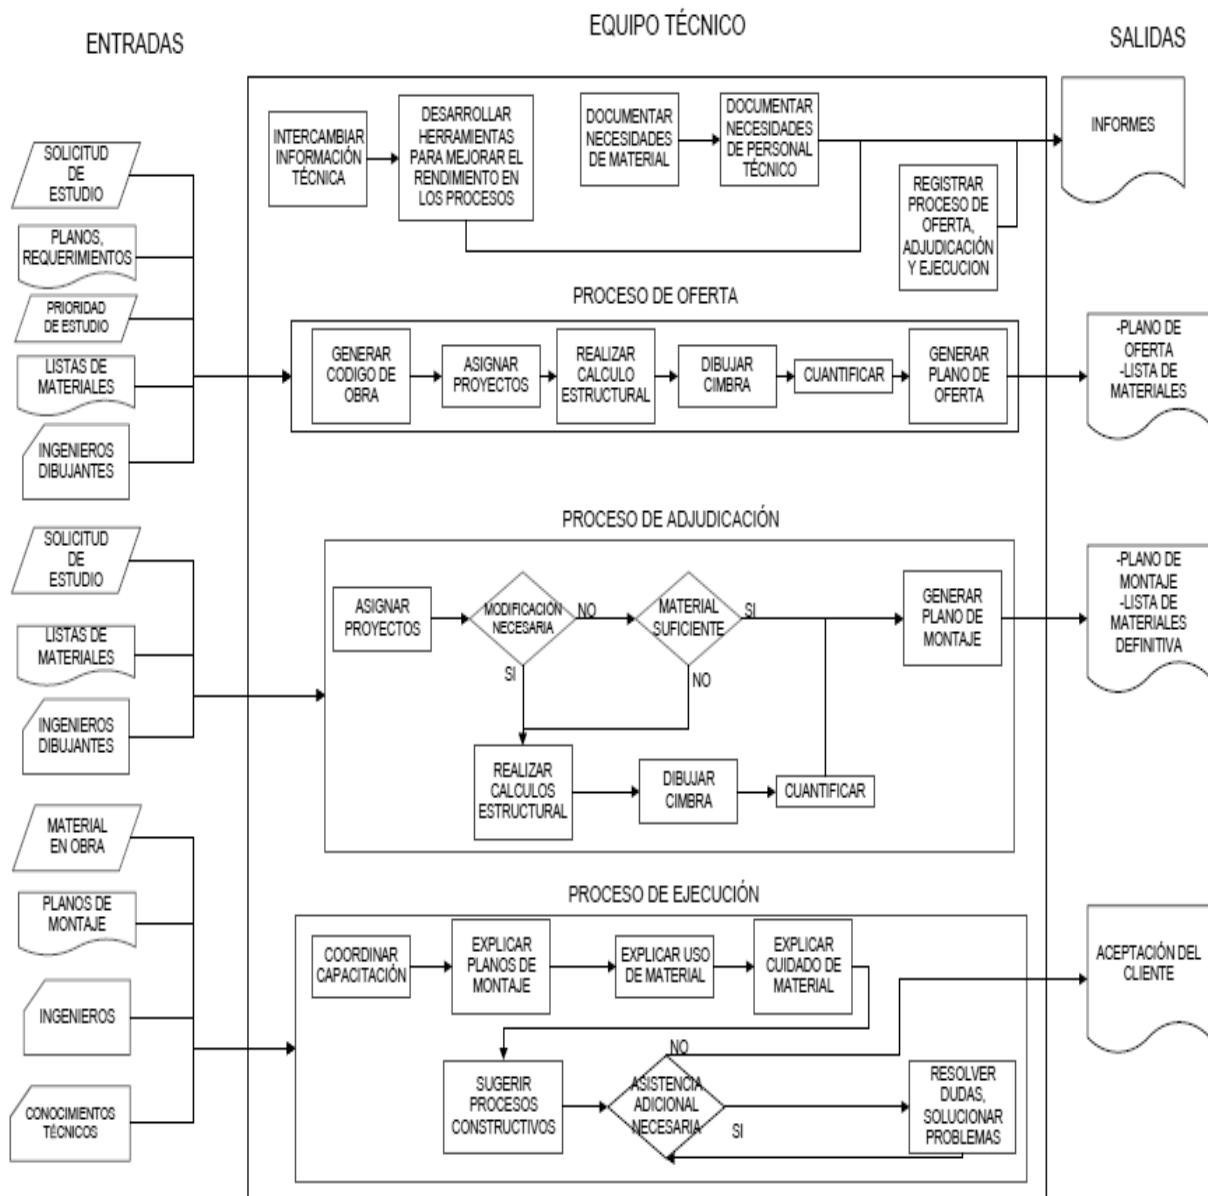 ENTRADAS
EQUIPO TÉCNICO
SALIDAS
SOLICITUD
DE
ESTUDIO
PLANOS,
REQUERIMIENTOS
PRIORIDAD
DE ESTUDIO
LISTAS DE
MATERIALES
INGENIEROS
DIBUJANTES
INTERCAMBIAR
INFORMACIÓN
TÉCNICA
DESARROLLAR
HERRAMIENTAS
PARA MEJORAR EL
RENDIMIENTO EN
LOS PROCESOS
DOCUMENTAR
NECESIDADES
DE MATERIAL
DOCUMENTAR
NECESIDADES
DE PERSONAL
TÉCNICO
REGISTRAR
PROCESO DE
OFERTA,
ADJUDICACIÓN
Y EJECUCION
INFORMES
PROCESO DE OFERTA
GENERAR
CODIGO DE
OBRA
ASIGNAR
PROYECTOS
REALIZAR
CALCULO
ESTRUCTURAL
DIBUJAR
CIMBRA
CUANTIFICAR
GENERAR
PLANO DE
OFERTA
-PLANO DE
OFERTA
-LISTA DE
MATERIALES
SOLICITUD
DE
ESTUDIO
LISTAS DE
MATERIALES
INGENIEROS
DIBUJANTES
PROCESO DE ADJUDICACIÓN
ASIGNAR
PROYECTOS
MODIFICACIÓN
NECESARIA
NO
SI
MATERIAL
SUFICIENTE
SI
NO
GENERAR
PLANO DE
MONTAJE
REALIZAR
CALCULOS
ESTRUCTURAL
DIBUJAR
CIMBRA
CUANTIFICAR
-PLANO DE
MONTAJE
-LISTA DE
MATERIALES
DEFINITIVA
MATERIAL
EN OBRA
PLANOS DE
MONTAJE
INGENIEROS
CONOCIMIENTOS
TÉCNICOS
PROCESO DE EJECUCIÓN
COORDINAR
CAPACITACIÓN
EXPLICAR
PLANOS DE
MONTAJE
EXPLICAR USO
DE MATERIAL
EXPLICAR
CUIDADO DE
MATERIAL
SUGERIR
PROCESOS
CONSTRUCTIVOS
ASISTENCIA
ADICIONAL
NECESARIA
NO
SI
RESOLVER
DUDAS,
SOLUCIONAR
PROBLEMAS
ACEPTACIÓN DEL
CLIENTE